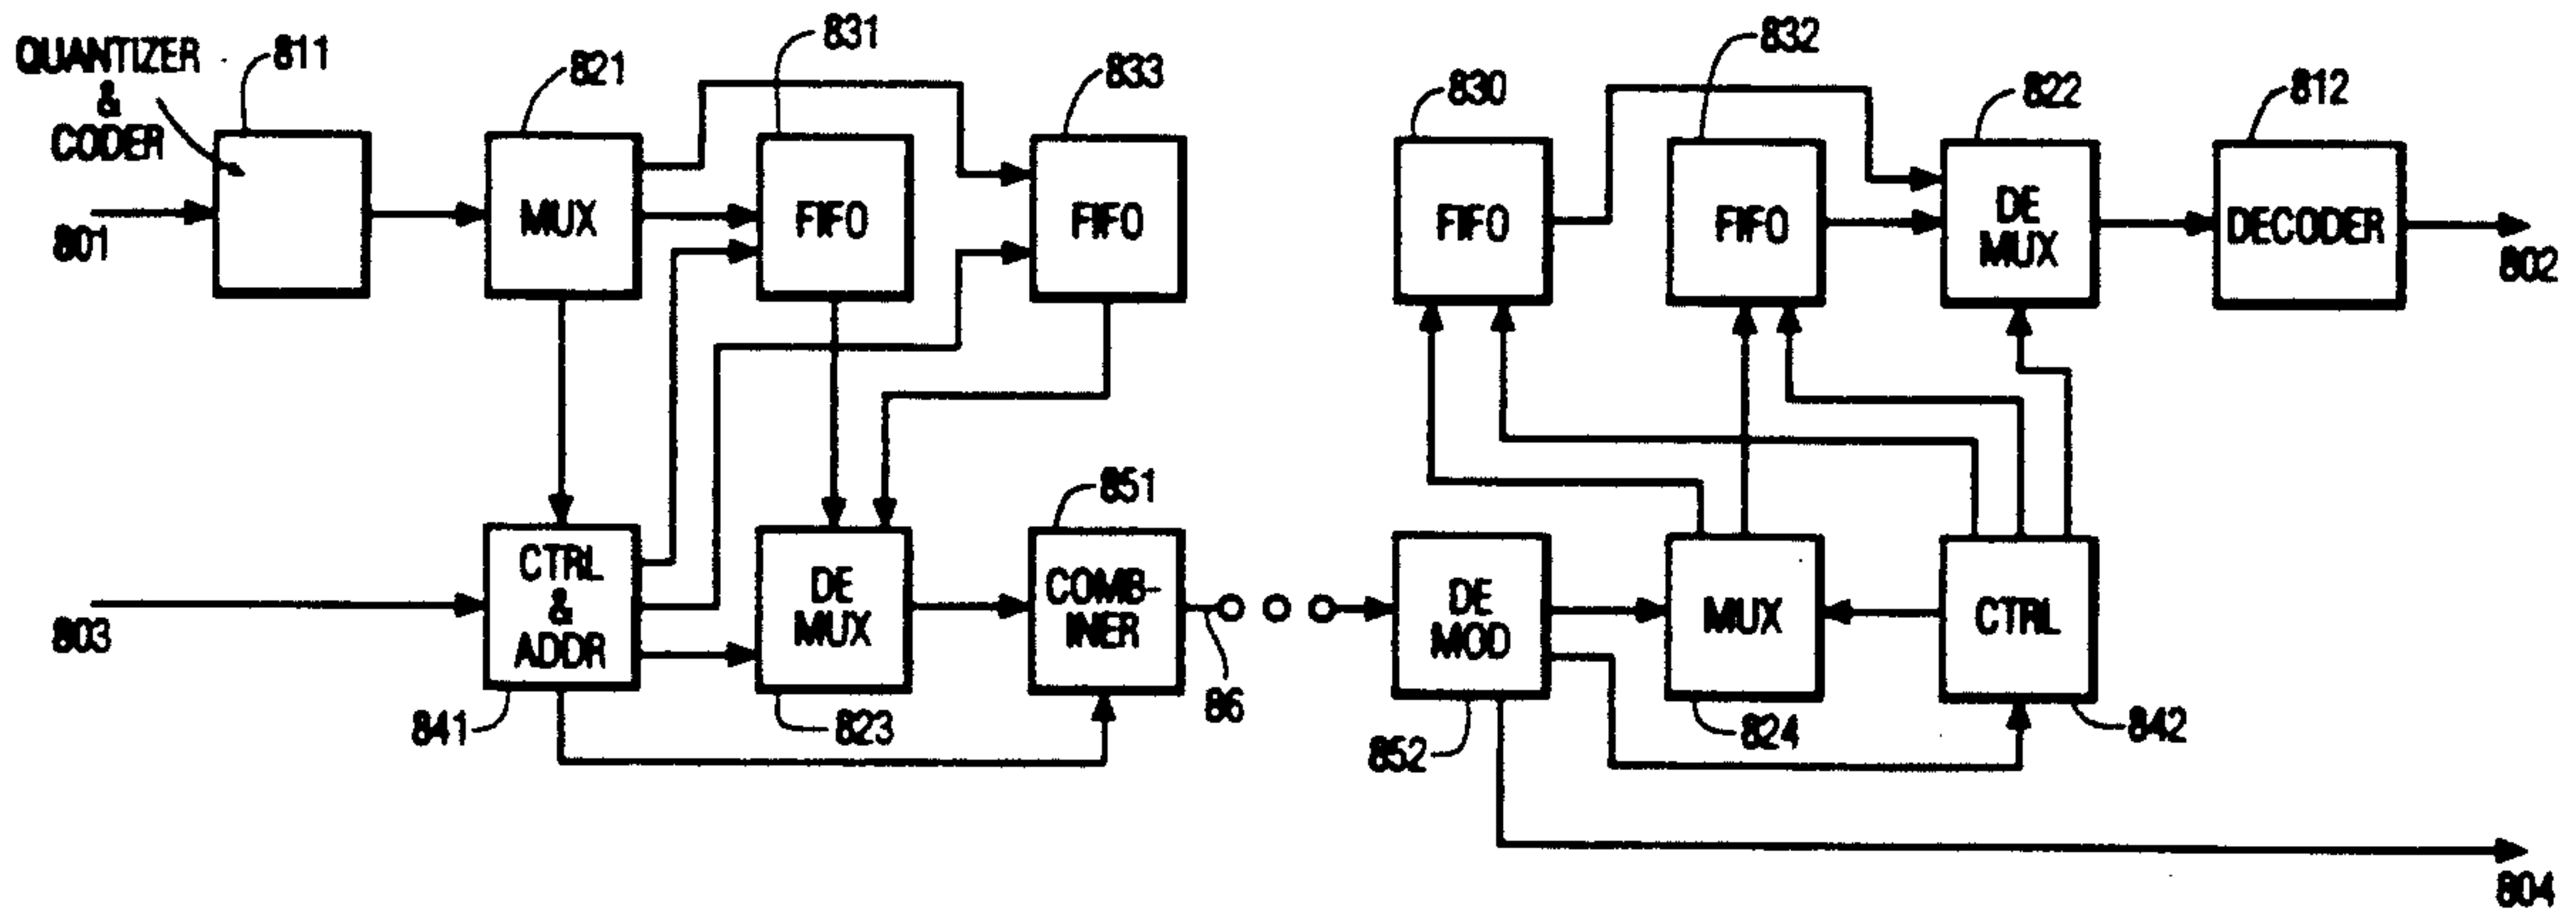 QUANTIZER
&
CODER
811
821
831
833
830
832
822
812
MUX
FIFO
FIFO
FIFO
FIFO
DE
MUX
DECODER
801
802
803
CTRL
&
ADDR
DE
MUX
851
COMB-
INER
86
DE
MOD
MUX
CTRL
841
823
852
824
842
804